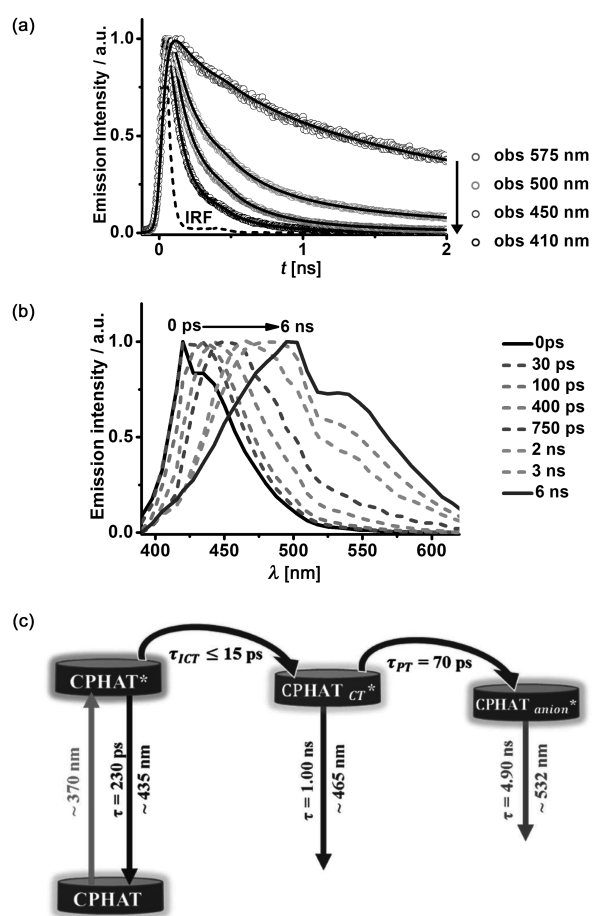 (a)
Emission intensity / a.u.
1.0
0.5
0.0
IRF
0
1
2
t [ns]
obs 575 nm
obs 500 nm
obs 450 nm
obs 410 nm
(b)
Emission intensity / a.u.
1.0
0.5
0.0
0 ps
6 ns
400
450
500
550
600
λ [nm]
0ps
30 ps
100 ps
400 ps
750 ps
2 ns
3 ns
6 ns
(c)
τICT ≤ 15 ps
τPT = 70 ps
CPHAT*
CPHAT CT*
CPHAT anion*
~ 370 nm
τ = 230 ps
~ 435 nm
τ = 1.00 ns
~ 465 nm
τ = 4.90 ns
~ 532 nm
CPHAT